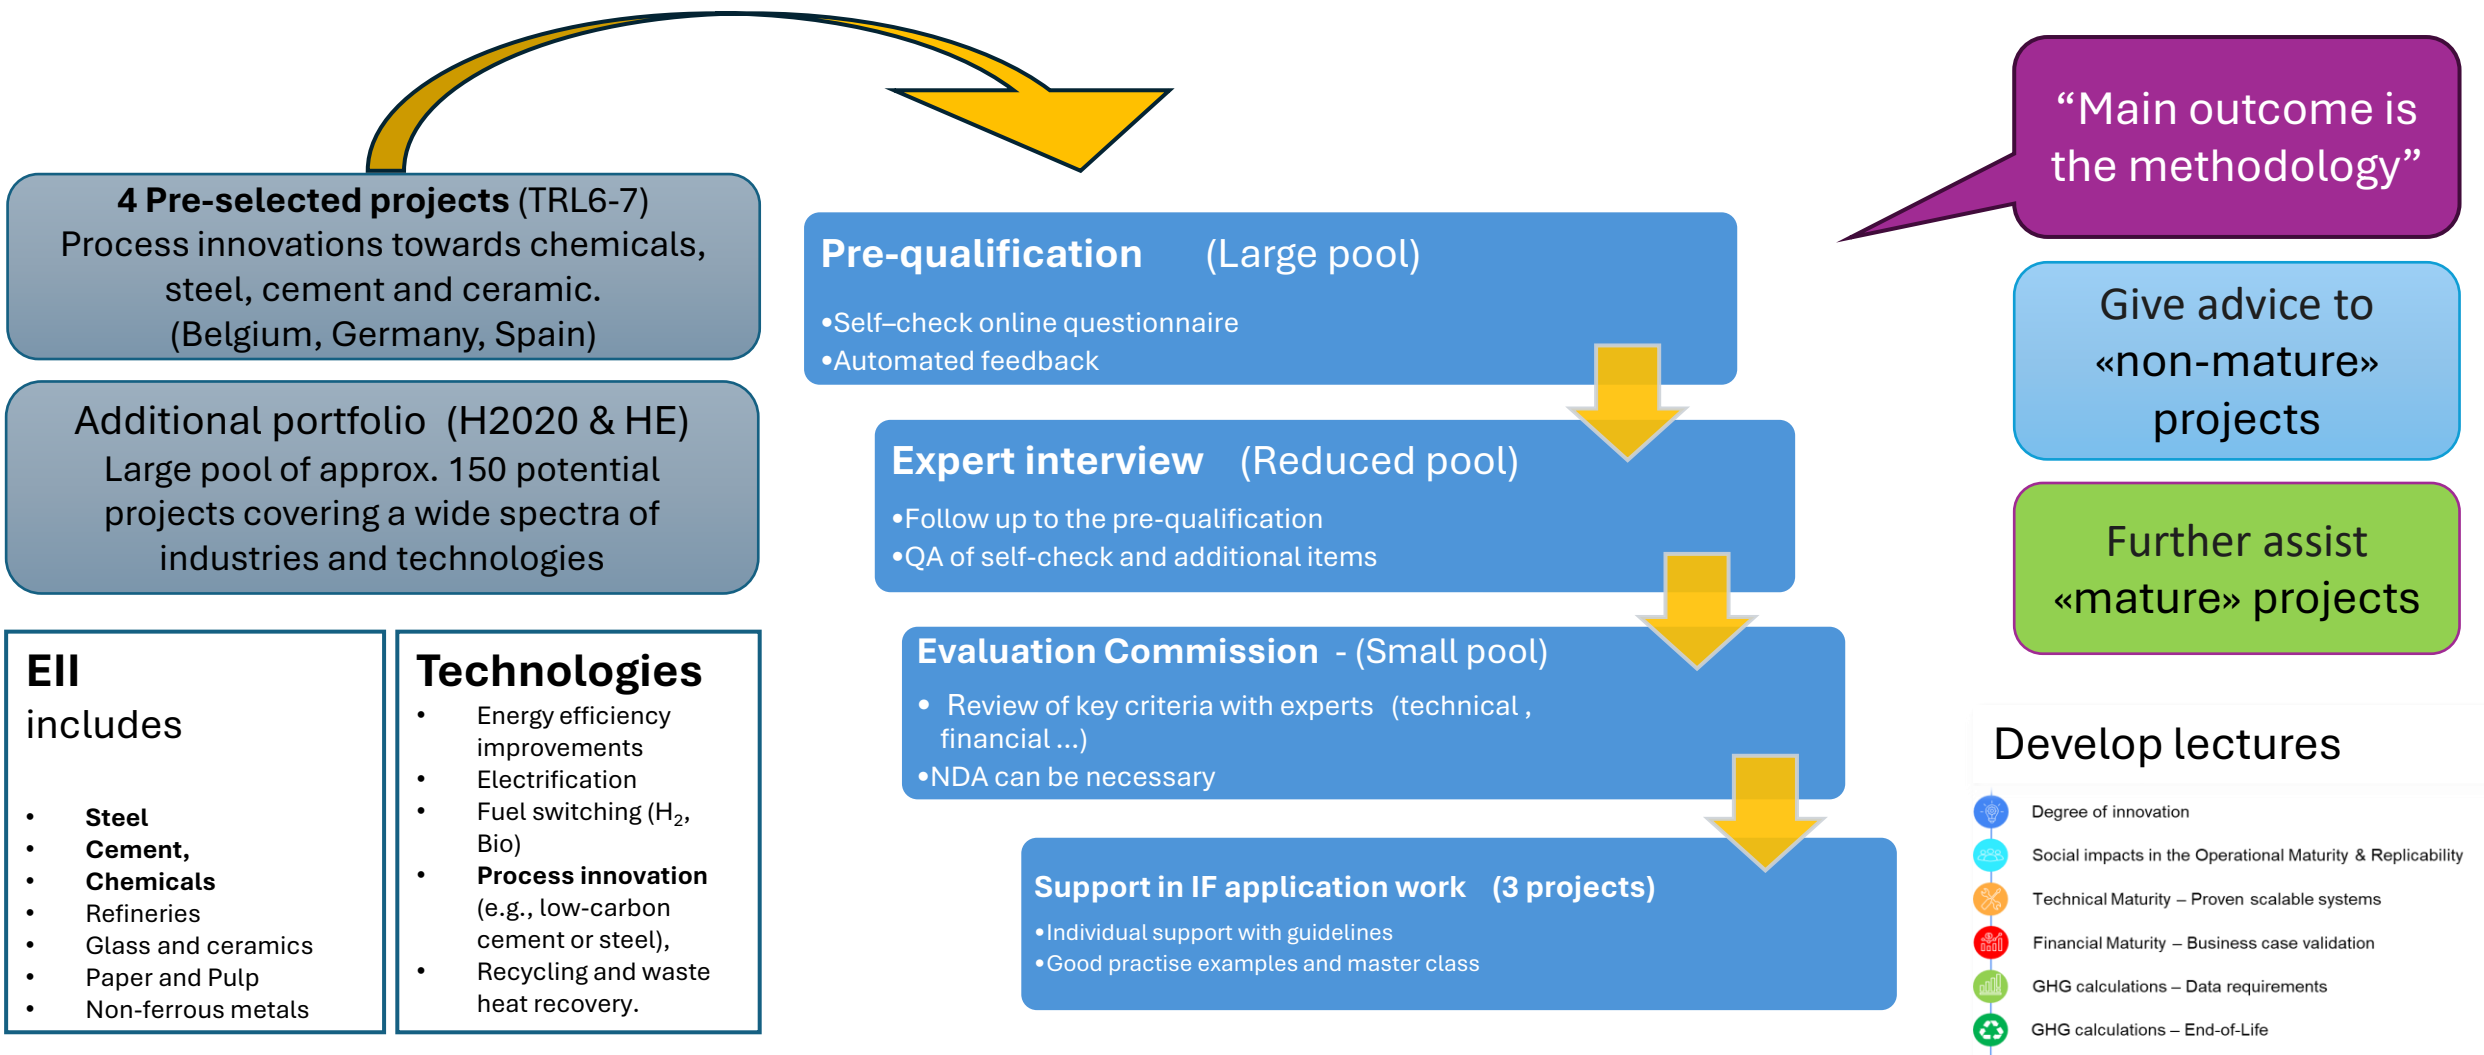 4 Pre-selected projects (TRL6-7)
Process innovations towards chemicals,
steel, cement and ceramic.
(Belgium, Germany, Spain)
Additional portfolio (H2020 & HE)
Large pool of approx. 150 potential
projects covering a wide spectra of
industries and technologies
EII
includes
• Steel
• Cement,
• Chemicals
• Refineries
• Glass and ceramics
• Paper and Pulp
• Non-ferrous metals
Technologies
• Energy efficiency
improvements
• Electrification
• Fuel switching (H₂,
Bio)
• Process innovation
(e.g., low-carbon
cement or steel),
• Recycling and waste
heat recovery.
Pre-qualification (Large pool)
•Self–check online questionnaire
•Automated feedback
Expert interview (Reduced pool)
•Follow up to the pre-qualification
•QA of self-check and additional items
Evaluation Commission - (Small pool)
• Review of key criteria with experts (technical ,
financial ...)
•NDA can be necessary
Support in IF application work (3 projects)
•Individual support with guidelines
•Good practise examples and master class
“Main outcome is
the methodology”
Give advice to
«non-mature»
projects
Further assist
«mature» projects
Develop lectures
Degree of innovation
Social impacts in the Operational Maturity & Replicability
Technical Maturity – Proven scalable systems
Financial Maturity – Business case validation
GHG calculations – Data requirements
GHG calculations – End-of-Life